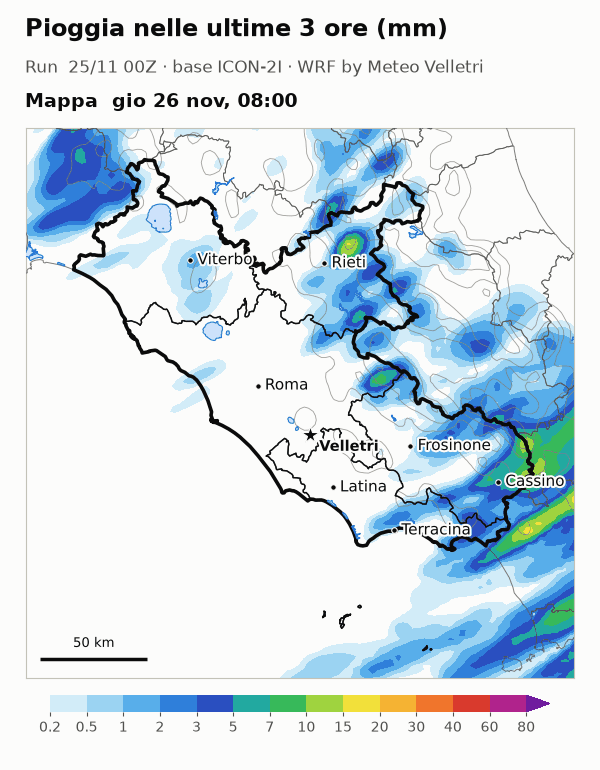 Pioggia nelle ultime 3 ore (mm)
Run  25/11 00Z · base ICON-2I · WRF by Meteo Velletri
Mappa  gio 26 nov, 08:00
Viterbo
Rieti
Roma
Velletri
Frosinone
Latina
Cassino
Terracina
50 km
0.2 0.5 1 2 3 5 7 10 15 20 30 40 60 80